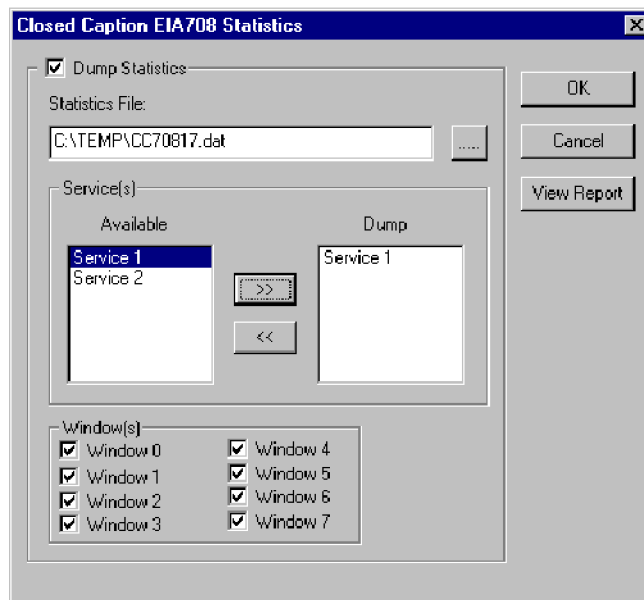 Closed Caption EIA708 Statistics
Dump Statistics
OK
Statistics File:
C:\TEMP\CC70817.dat
.....
Cancel
Service(s)
View Report
Available
Dump
Service 1
Service 2
>>
<<
Service 1
Window(s)
Window 0
Window 4
Window 1
Window 5
Window 2
Window 6
Window 3
Window 7